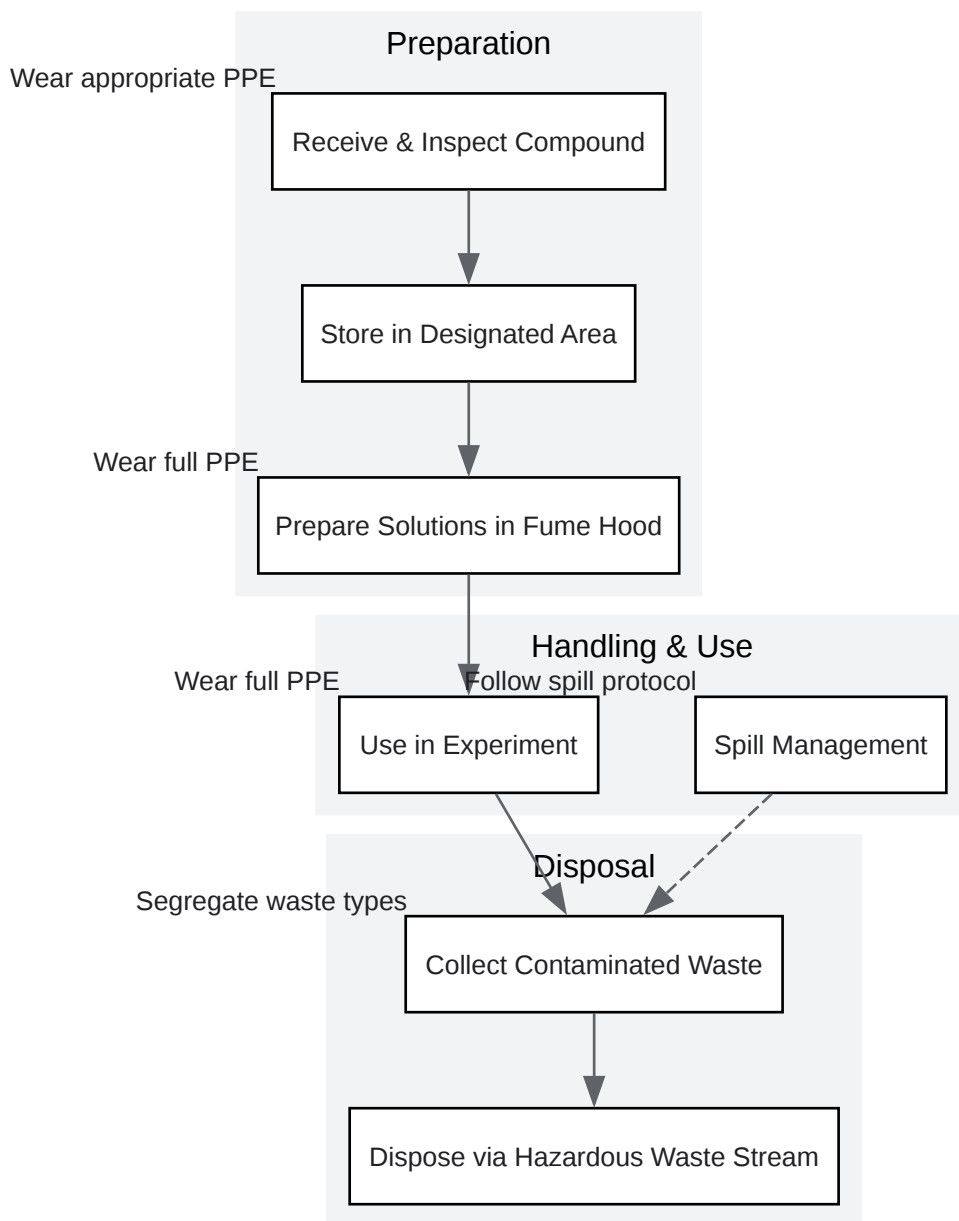 Preparation
Wear appropriate PPE
Receive & Inspect Compound
Store in Designated Area
Wear full PPE
Prepare Solutions in Fume Hood
Handling & Use
Wear full PPE
Follow spill protocol
Use in Experiment
Spill Management
Disposal
Segregate waste types
Collect Contaminated Waste
Dispose via Hazardous Waste Stream